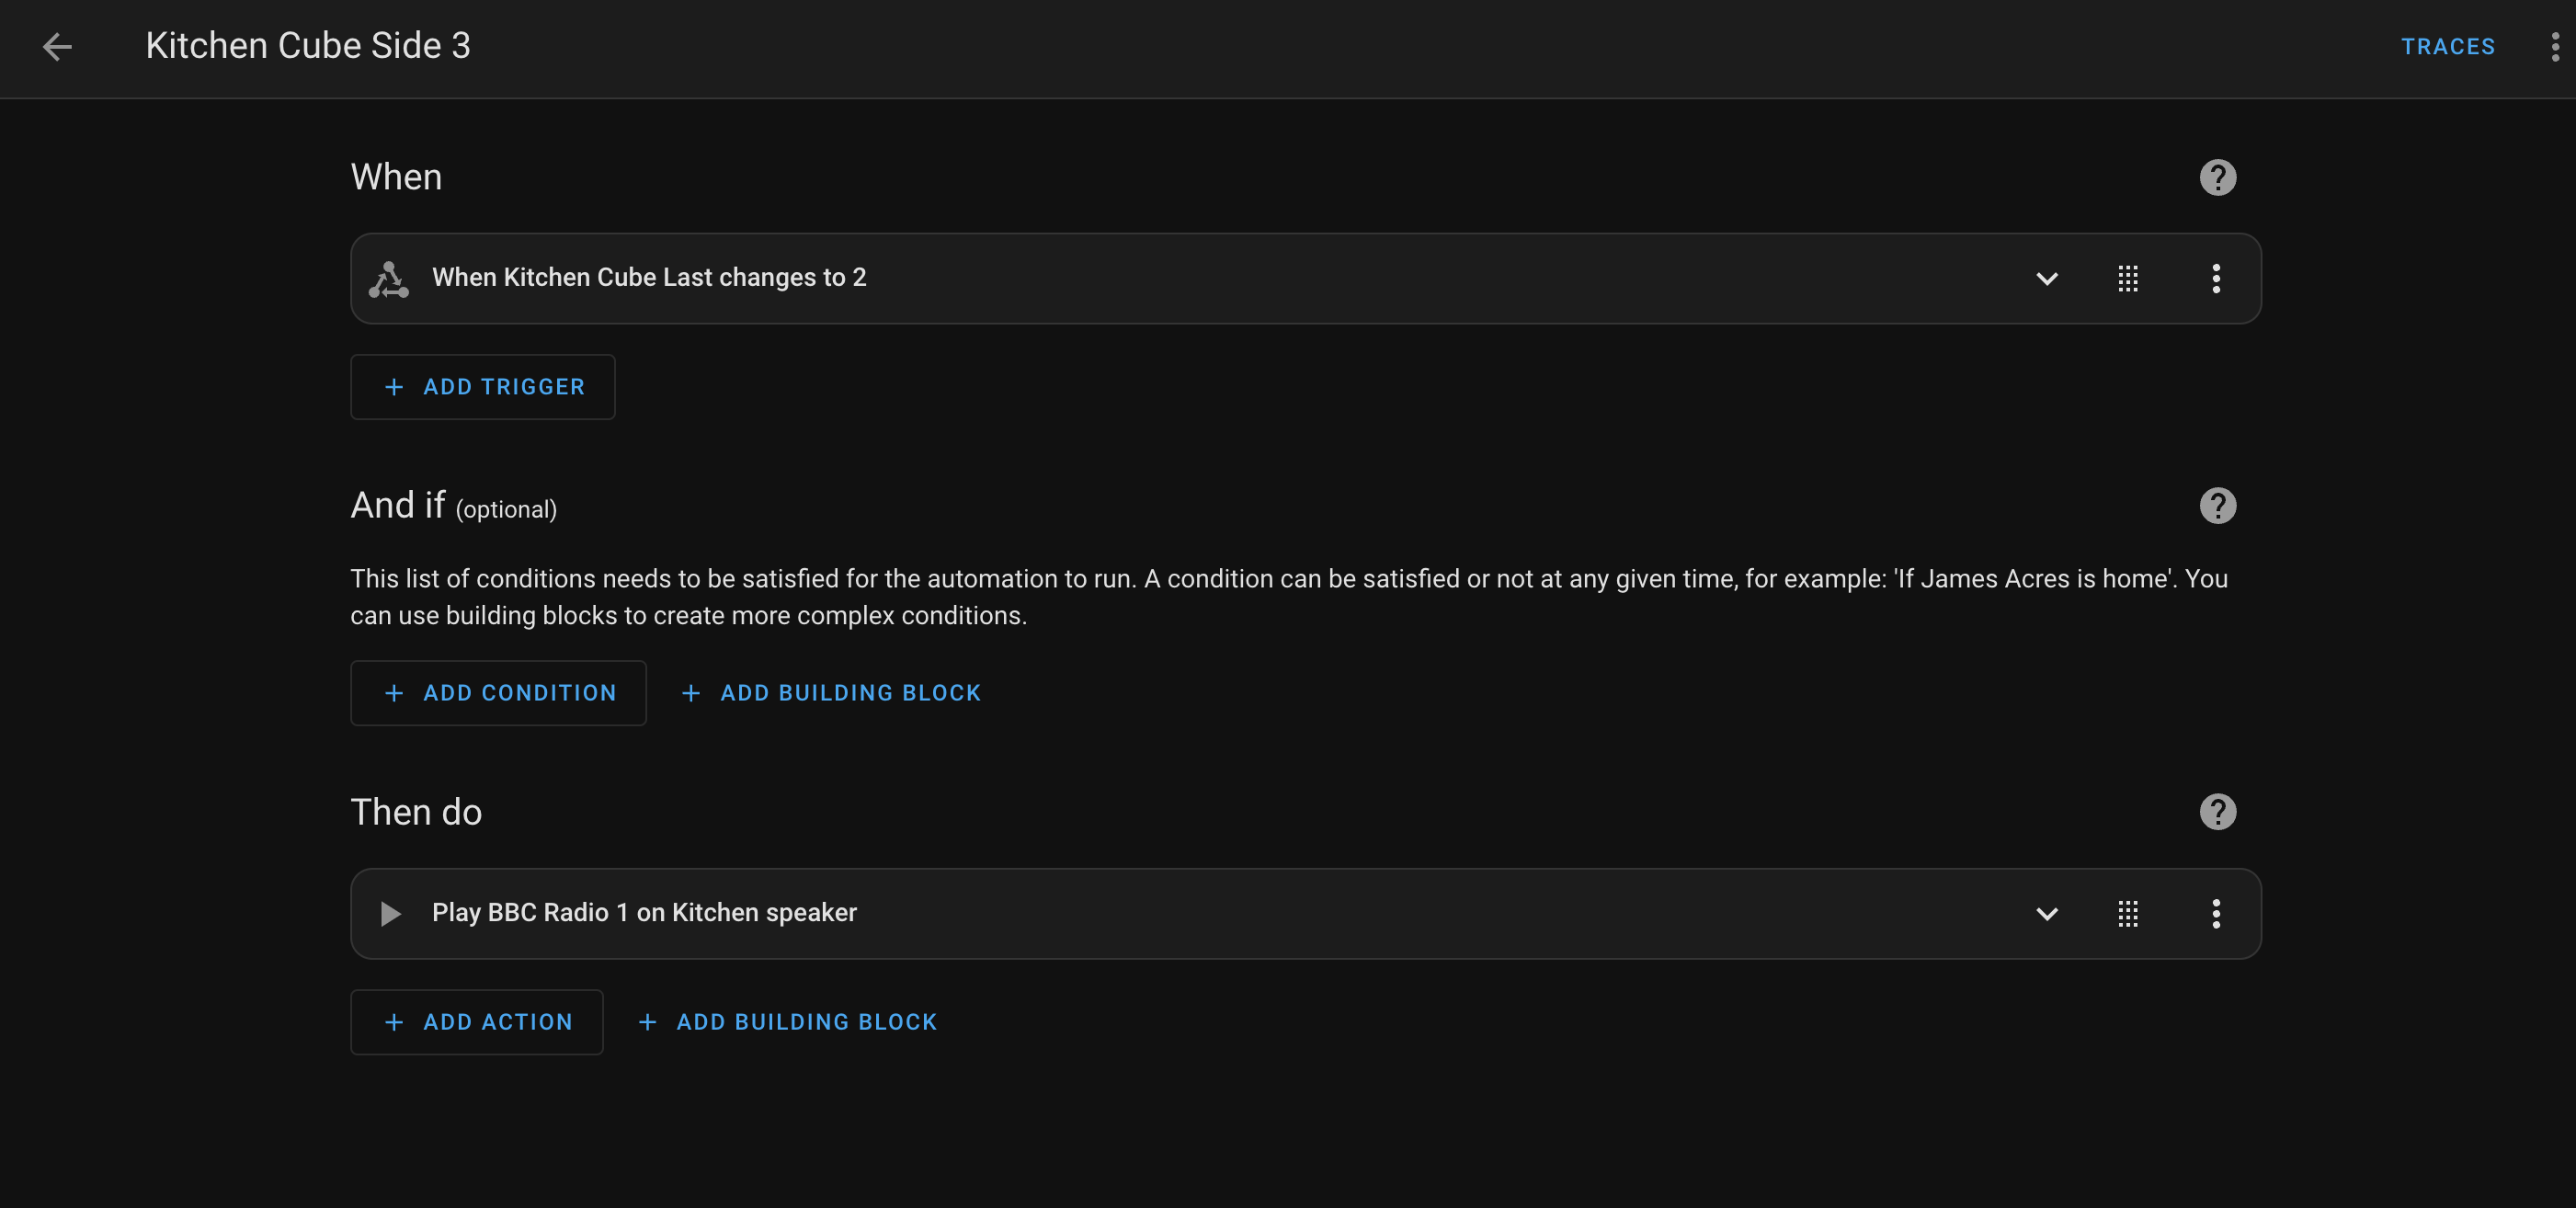 Kitchen Cube Side 3
TRACES
When
When Kitchen Cube Last changes to 2
+ ADD TRIGGER
And if (optional)
This list of conditions needs to be satisfied for the automation to run. A condition can be satisfied or not at any given time, for example: 'If James Acres is home'. You
can use building blocks to create more complex conditions.
+ ADD CONDITION + ADD BUILDING BLOCK
Then do
Play BBC Radio 1 on Kitchen speaker
+ ADD ACTION + ADD BUILDING BLOCK